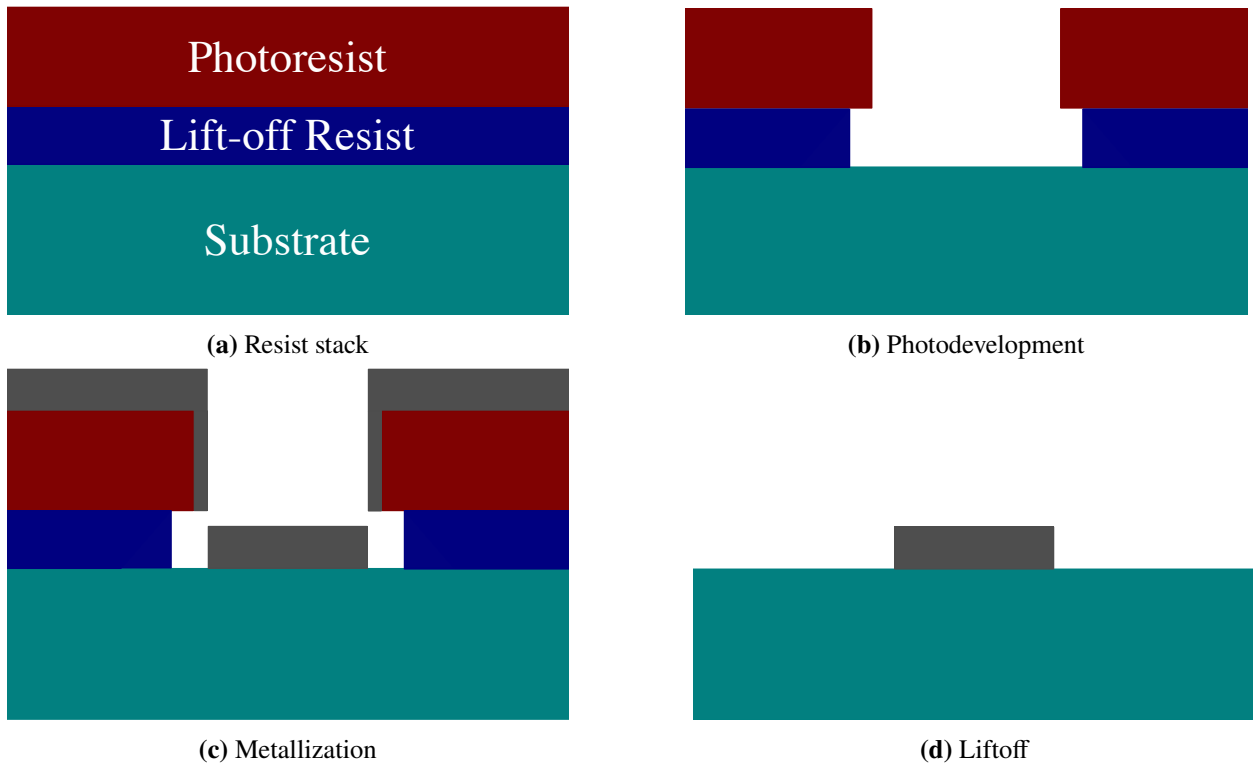 Photoresist
Lift-off Resist
Substrate
(a) Resist stack
(b) Photodevelopment
(c) Metallization
(d) Liftoff